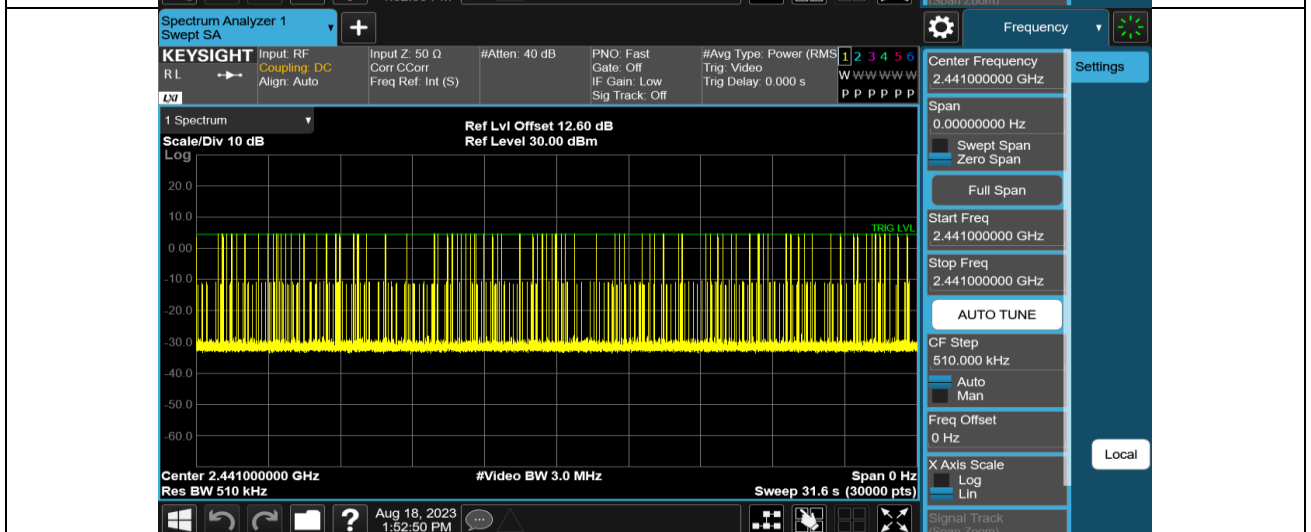 Spectrum Analyzer 1
Swept SA
Frequency
KEYSIGHT
R L
LXI
Input: RF
Coupling: DC
Align: Auto
Input Z: 50 Ω
Corr CCorr
Freq Ref: Int (S)
#Atten: 40 dB
PNO: Fast
Gate: Off
IF Gain: Low
Sig Track: Off
#Avg Type: Power (RMS
Trig: Video
Trig Delay: 0.000 s
1 2 3 4 5 6
W W W W W W
P P P P P P
1 Spectrum
Scale/Div 10 dB
Log
Ref Lvl Offset 12.60 dB
Ref Level 30.00 dBm
20.0
10.0
0.00
-10.0
-20.0
-30.0
-40.0
-50.0
-60.0
TRIG LVL
Center 2.441000000 GHz
Res BW 510 kHz
#Video BW 3.0 MHz
Span 0 Hz
Sweep 31.6 s (30000 pts)
Aug 18, 2023
1:52:50 PM
Center Frequency
2.441000000 GHz
Span
0.00000000 Hz
Swept Span
Zero Span
Full Span
Start Freq
2.441000000 GHz
Stop Freq
2.441000000 GHz
AUTO TUNE
CF Step
510.000 kHz
Auto
Man
Freq Offset
0 Hz
X Axis Scale
Log
Lin
Signal Track
(Span Zoom)
Settings
Local